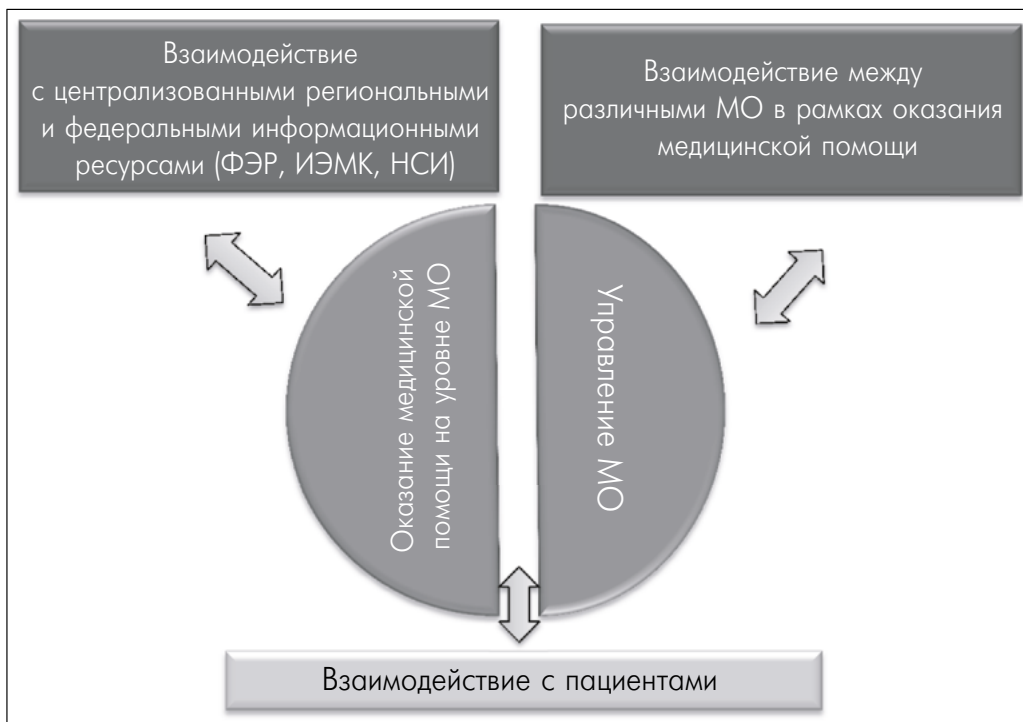 Взаимодействие
с централизованными региональными
и федеральными информационными
ресурсами (ФЭР, ИЭМК, НСИ)
Взаимодействие между
различными МО в рамках оказания
медицинской помощи
Оказание медицинской
помощи на уровне МО
Управление МО
Взаимодействие с пациентами